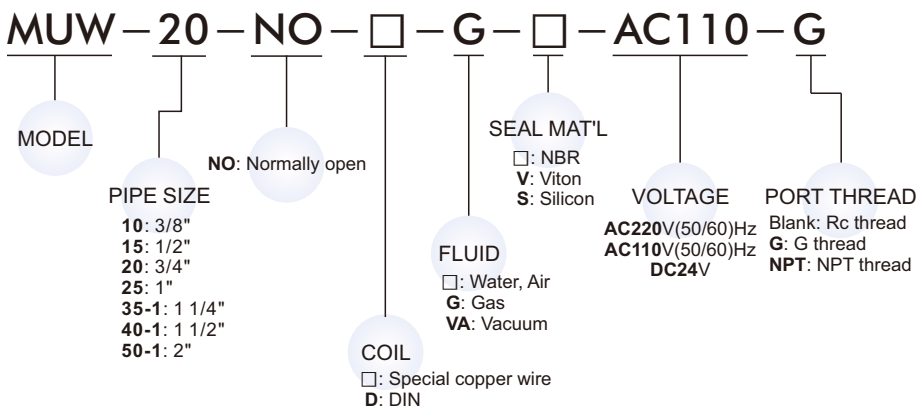 MUW-20-NO-□-G-□-AC110-G
MODEL
PIPE SIZE
10: 3/8"
15: 1/2"
20: 3/4"
25: 1"
35-1: 1 1/4"
40-1: 1 1/2"
50-1: 2"
NO: Normally open
COIL
□: Special copper wire
D: DIN
FLUID
□: Water, Air
G: Gas
VA: Vacuum
SEAL MAT'L
□: NBR
V: Viton
S: Silicon
VOLTAGE
AC220V(50/60)Hz
AC110V(50/60)Hz
DC24V
PORT THREAD
Blank: Rc thread
G: G thread
NPT: NPT thread